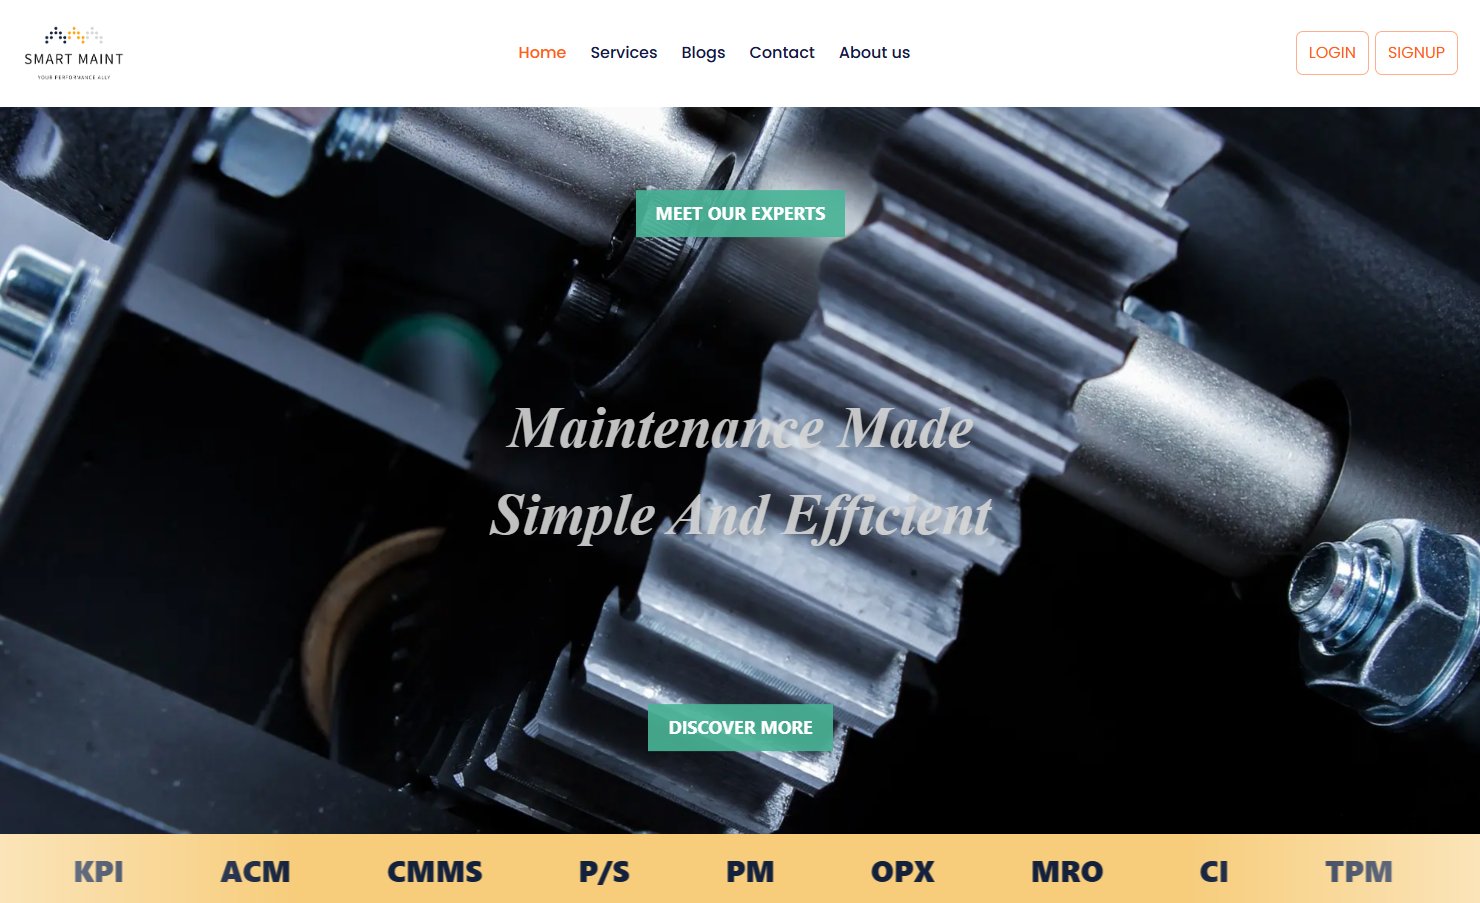 SMART MAINT
YOUR PERFORMANCE ALLY
Home Services Blogs Contact About us
LOGIN SIGNUP
MEET OUR EXPERTS
Maintenance Made
Simple And Efficient
DISCOVER MORE
KPI ACM CMMS P/S PM OPX MRO CI TPM